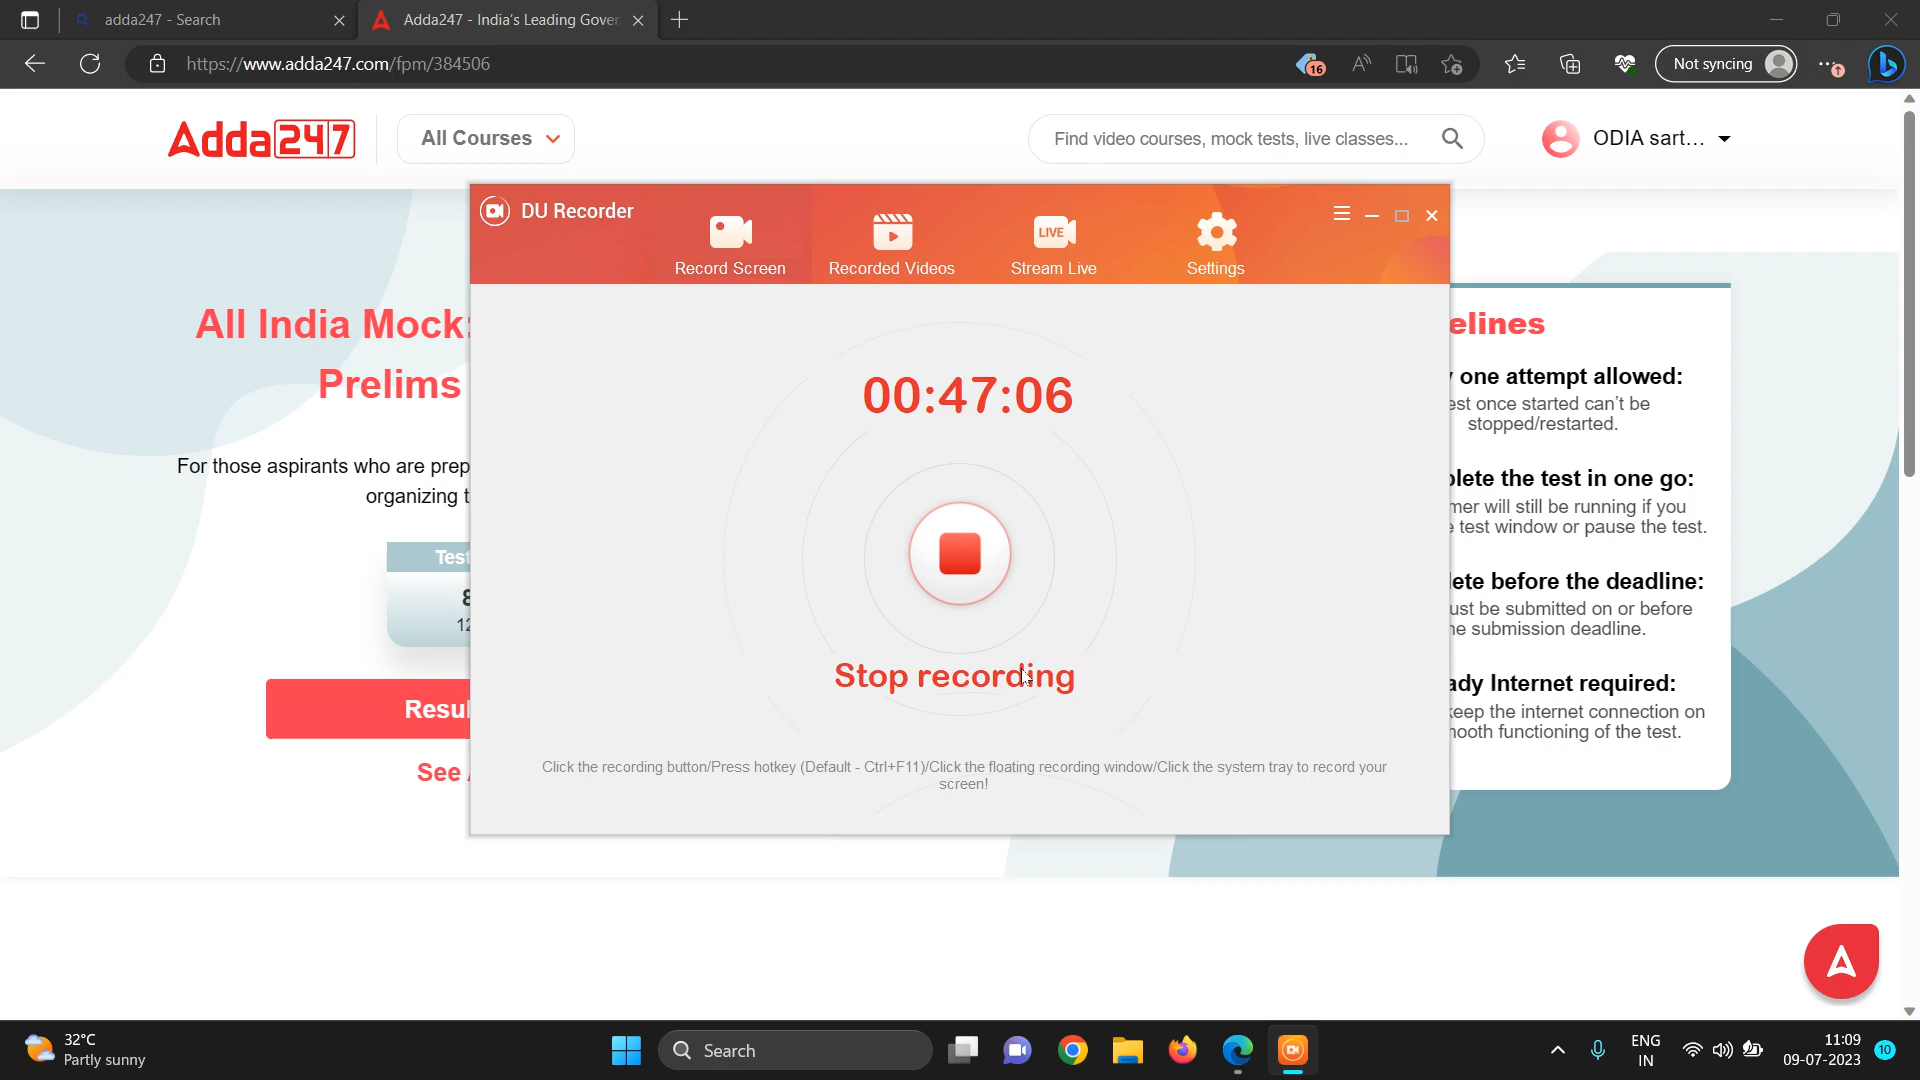 adda247 - Search
Adda247 - India's Leading Gover
https://www.adda247.com/fpm/384506
16
Not syncing
Adda247
All Courses
Find video courses, mock tests, live classes...
ODIA sart...
DU Recorder
Record Screen
Recorded Videos
LIVE
Stream Live
Settings
All India Mock:
Prelims
For those aspirants who are prep
organizing t
Test
8
12
Resul
See
00:47:06
Stop recording
Click the recording button/Press hotkey (Default - Ctrl+F11)/Click the floating recording window/Click the system tray to record your
screen!
elines
one attempt allowed:
est once started can't be
stopped/restarted.
plete the test in one go:
mer will still be running if you
test window or pause the test.
lete before the deadline:
ust be submitted on or before
he submission deadline.
ady Internet required:
keep the internet connection on
mooth functioning of the test.
32°C
Partly sunny
Search
ENG
IN
11:09
09-07-2023
10